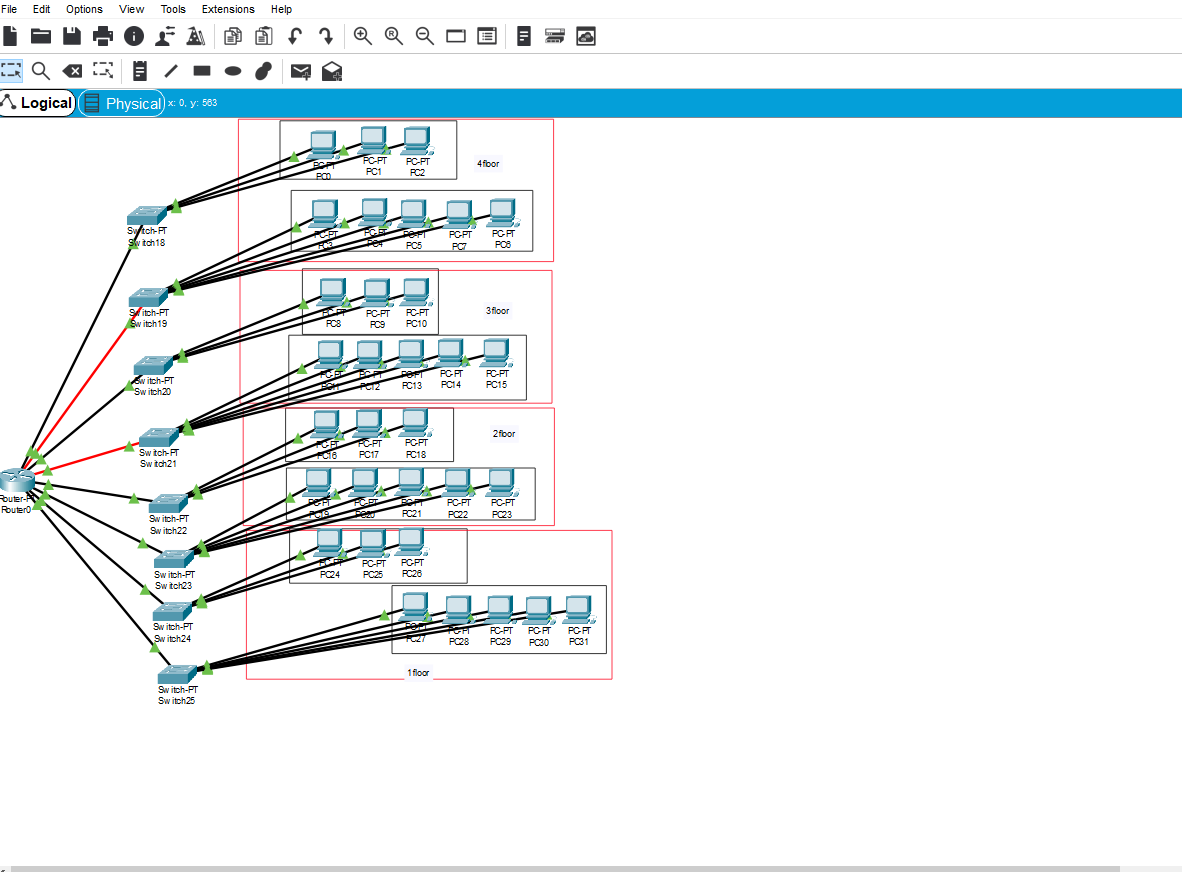 File Edit Options View Tools Extensions Help
Logical Physical x: 0, y: 563
PC-PT PC-PT PC-PT
PC0 PC1 PC2
4floor
Switch-PT
Switch18
PC-PT PC-PT PC-PT PC-PT PC-PT
PC3 PC4 PC5 PC7 PC6
Switch-PT
Switch19
PC-PT PC-PT PC-PT
PC8 PC9 PC10
3floor
Switch-PT
Switch20
PC-PT PC-PT PC-PT PC-PT PC-PT
PC11 PC12 PC13 PC14 PC15
Switch-PT
Switch21
PC-PT PC-PT PC-PT
PC16 PC17 PC18
2floor
Router0
Switch-PT
Switch22
PC-PT PC-PT PC-PT PC-PT PC-PT
PC19 PC20 PC21 PC22 PC23
Switch-PT
Switch23
PC-PT PC-PT PC-PT
PC24 PC25 PC26
Switch-PT
Switch24
PC-PT PC-PT PC-PT PC-PT PC-PT
PC27 PC28 PC29 PC30 PC31
1floor
Switch-PT
Switch25